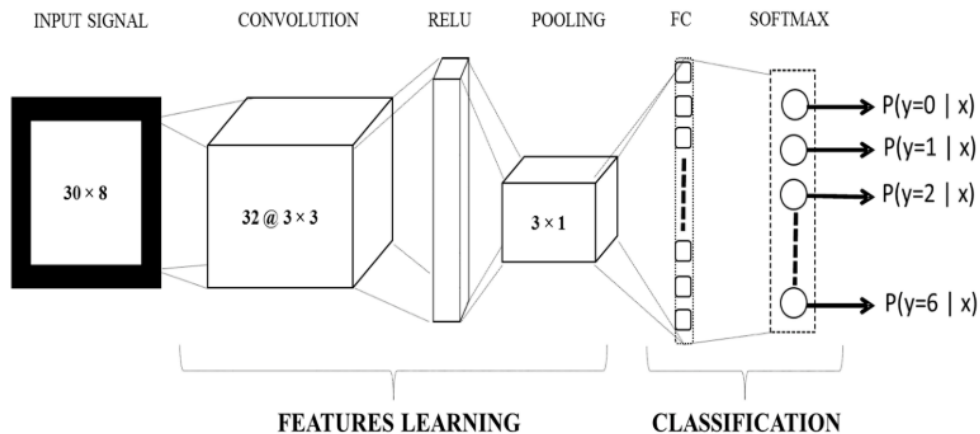 INPUT SIGNAL CONVOLUTION RELU POOLING FC SOFTMAX
30 × 8
32 @ 3 × 3
3 × 1
P(y=0 | x)
P(y=1 | x)
P(y=2 | x)
P(y=6 | x)
FEATURES LEARNING CLASSIFICATION